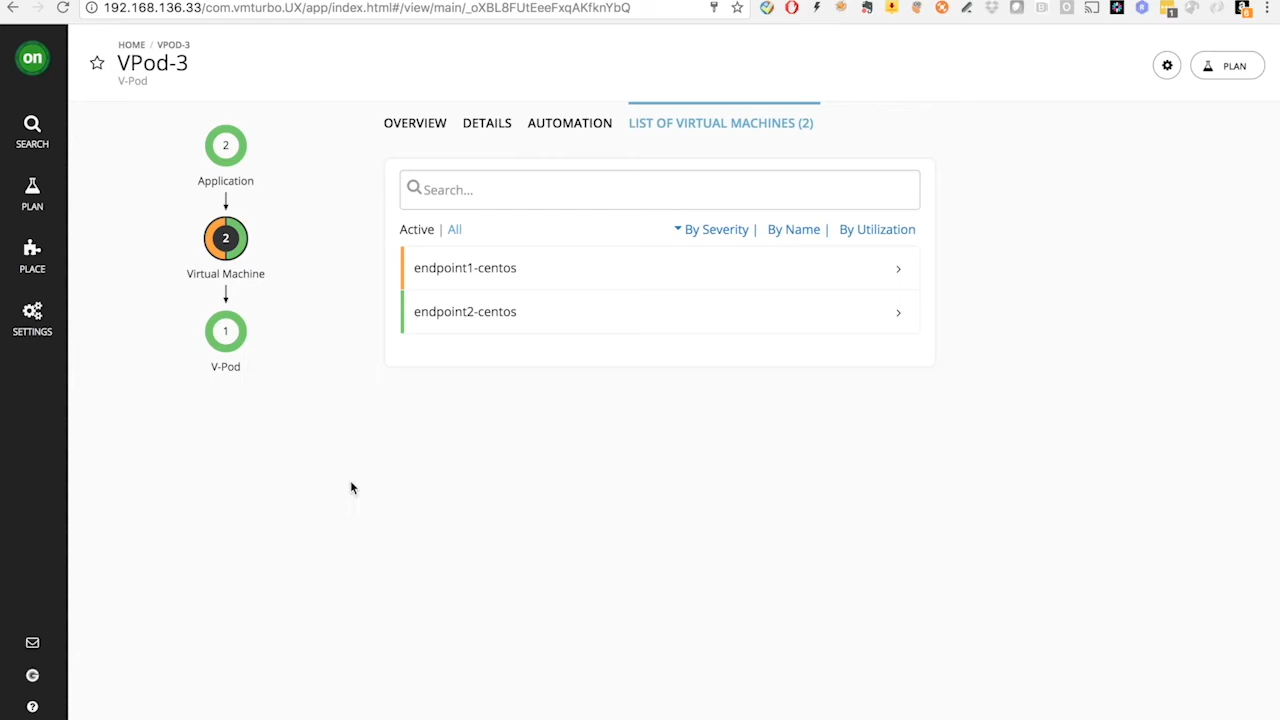 192.168.136.33/com.vmturbo.UX/app/index.html#/view/main/_oXBL8FUtEeeFxqAKfknYbQ
on
SEARCH
PLAN
PLACE
SETTINGS
HOME / VPOD-3
VPod-3
V-Pod
PLAN
2
Application
2
Virtual Machine
1
V-Pod
OVERVIEW DETAILS AUTOMATION LIST OF VIRTUAL MACHINES (2)
Search...
Active | All
By Severity | By Name | By Utilization
endpoint1-centos
endpoint2-centos